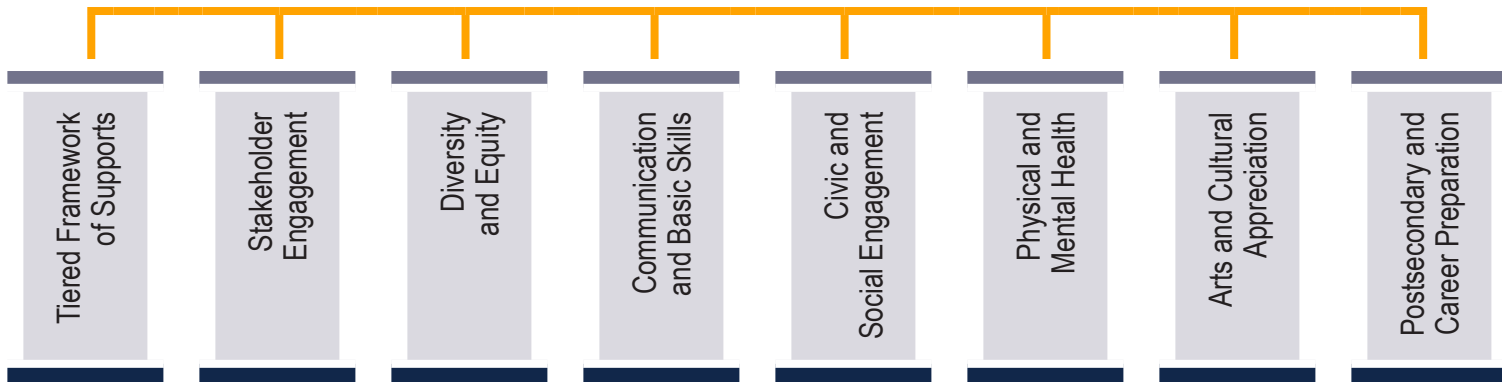 Tiered Framework
of Supports
Stakeholder
Engagement
Diversity
and Equity
Communication
and Basic Skills
Civic and
Social Engagement
Physical and
Mental Health
Arts and Cultural
Appreciation
Postsecondary and
Career Preparation